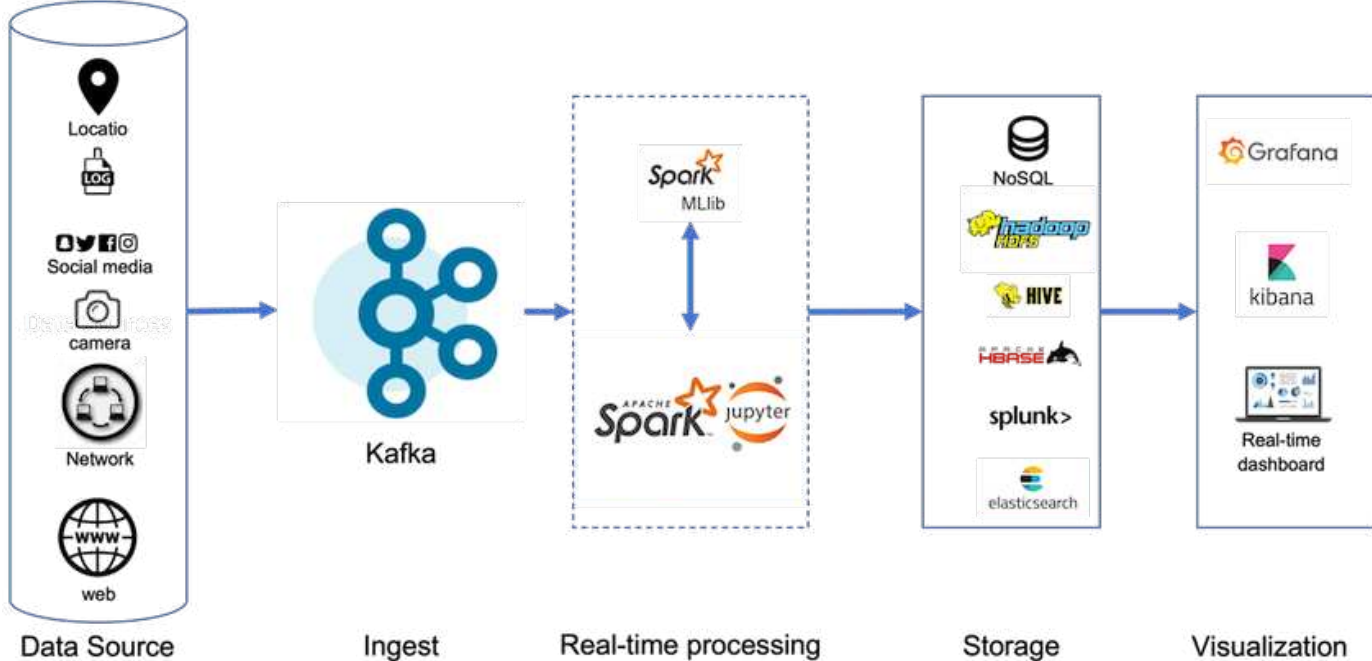 Locatio
LOG
Social media
camera
Network
WWW
web
Data Source
Kafka
Ingest
Spark
MLlib
APACHE
Spark
jupyter
Real-time processing
NoSQL
hadoop
HDFS
HIVE
APACHE
HBASE
splunk>
elasticsearch
Storage
Grafana
kibana
Real-time
dashboard
Visualization